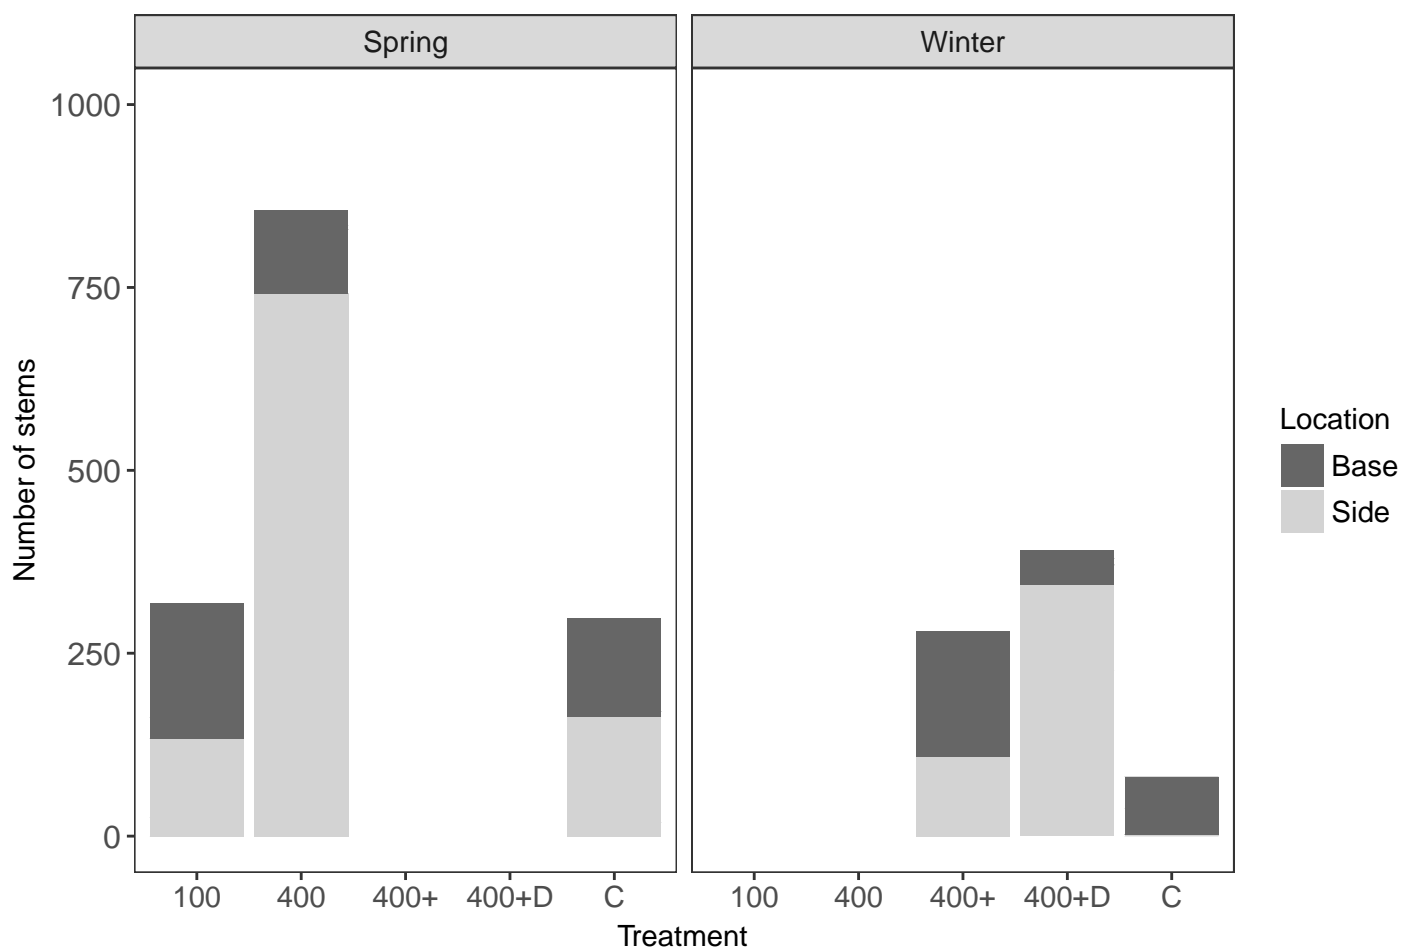 Spring
Winter
Number of stems
1000
750
500
250
0
100 400 400+ 400+D C
100 400 400+ 400+D C
Treatment
Location
Base
Side